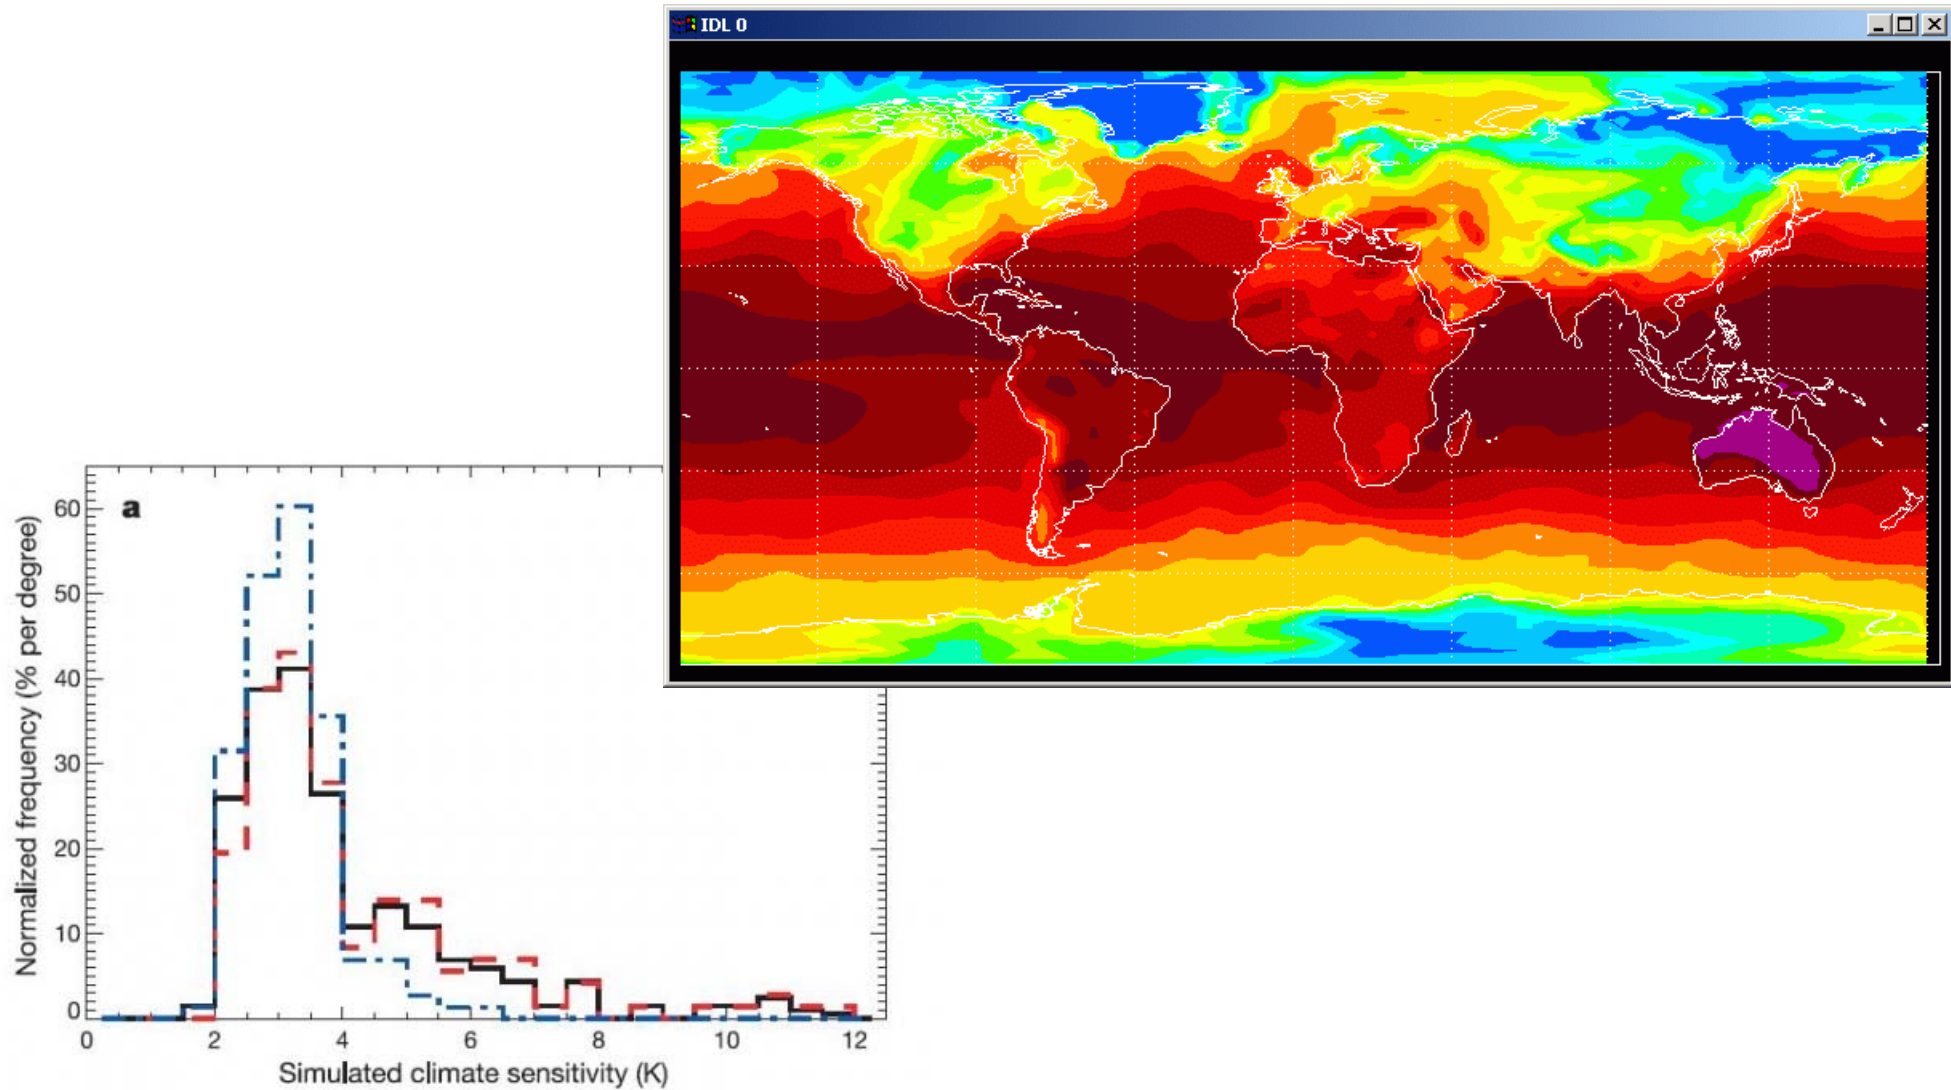 IDL 0
a
Normalized frequency (% per degree)
60
50
40
30
20
10
0
0 2 4 6 8 10 12
Simulated climate sensitivity (K)